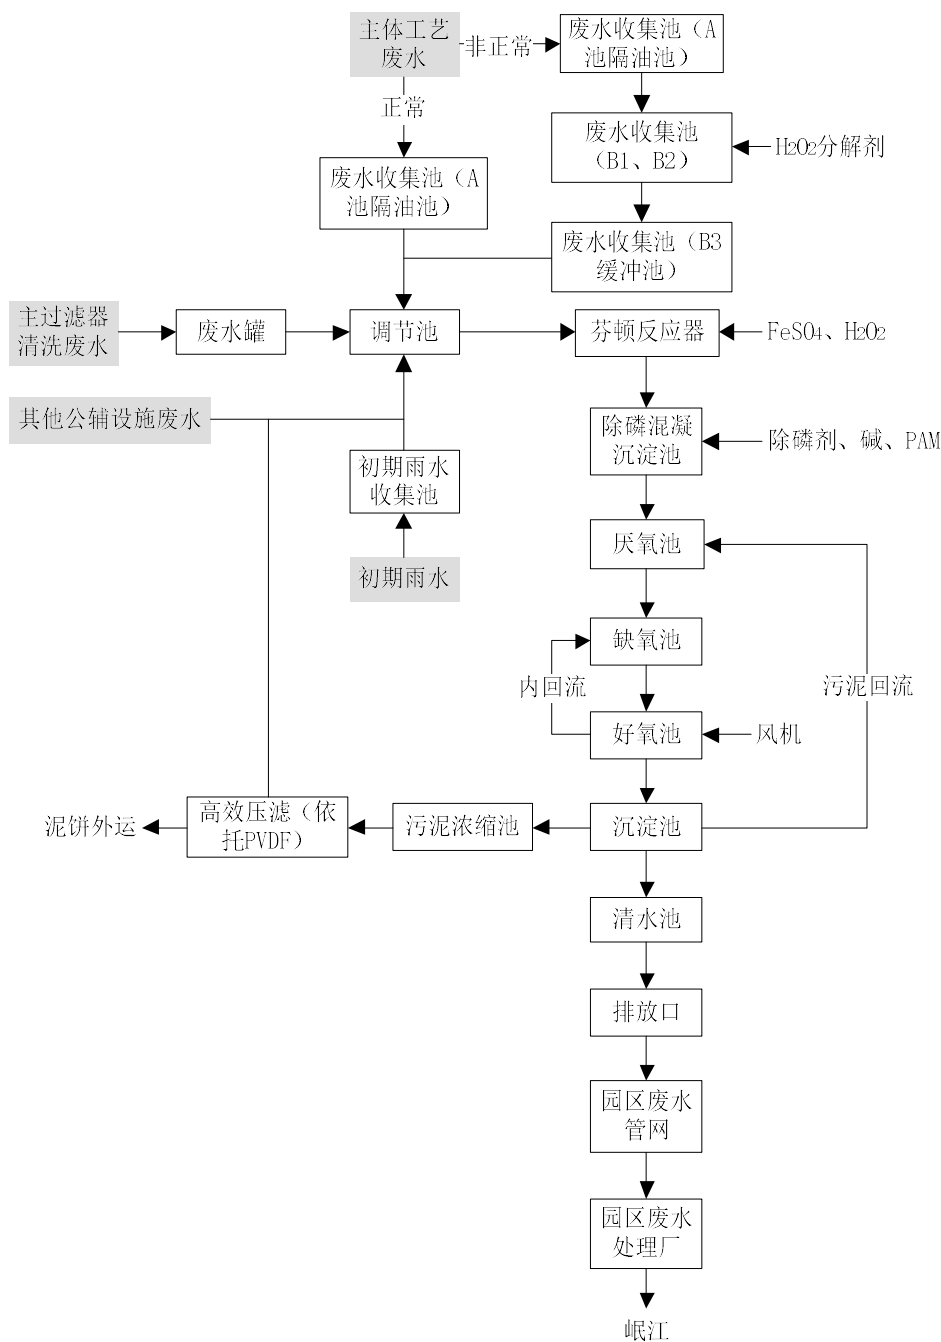 主体工艺
废水
非正常
废水收集池（A
池隔油池）
正常
废水收集池
（B1、B2）
H2O2分解剂
废水收集池（A
池隔油池）
废水收集池（B3
缓冲池）
主过滤器
清洗废水
废水罐
调节池
芬顿反应器
FeSO4、H2O2
其他公辅设施废水
除磷混凝
沉淀池
除磷剂、碱、PAM
初期雨水
收集池
厌氧池
初期雨水
缺氧池
内回流
污泥回流
好氧池
风机
泥饼外运
高效压滤（依
托PVDF）
污泥浓缩池
沉淀池
清水池
排放口
园区废水
管网
园区废水
处理厂
岷江